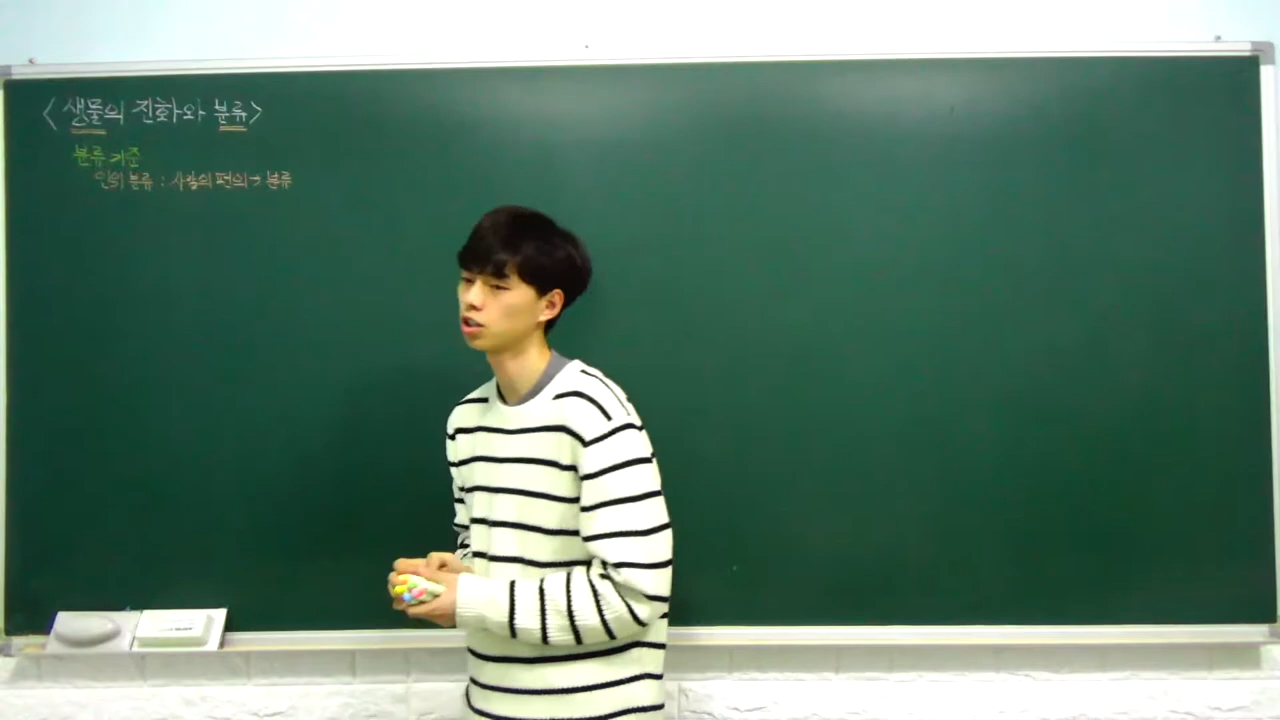 < 생물의 진화와 분류>
분류 기준
인위 분류 : 사람의 편의→ 분류